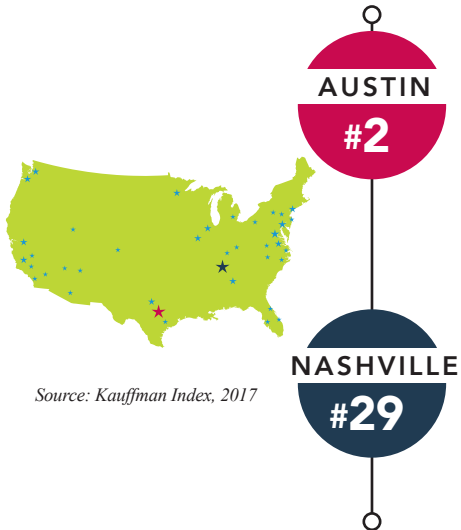 AUSTIN
#2
NASHVILLE
#29
Source: Kauffman Index, 2017